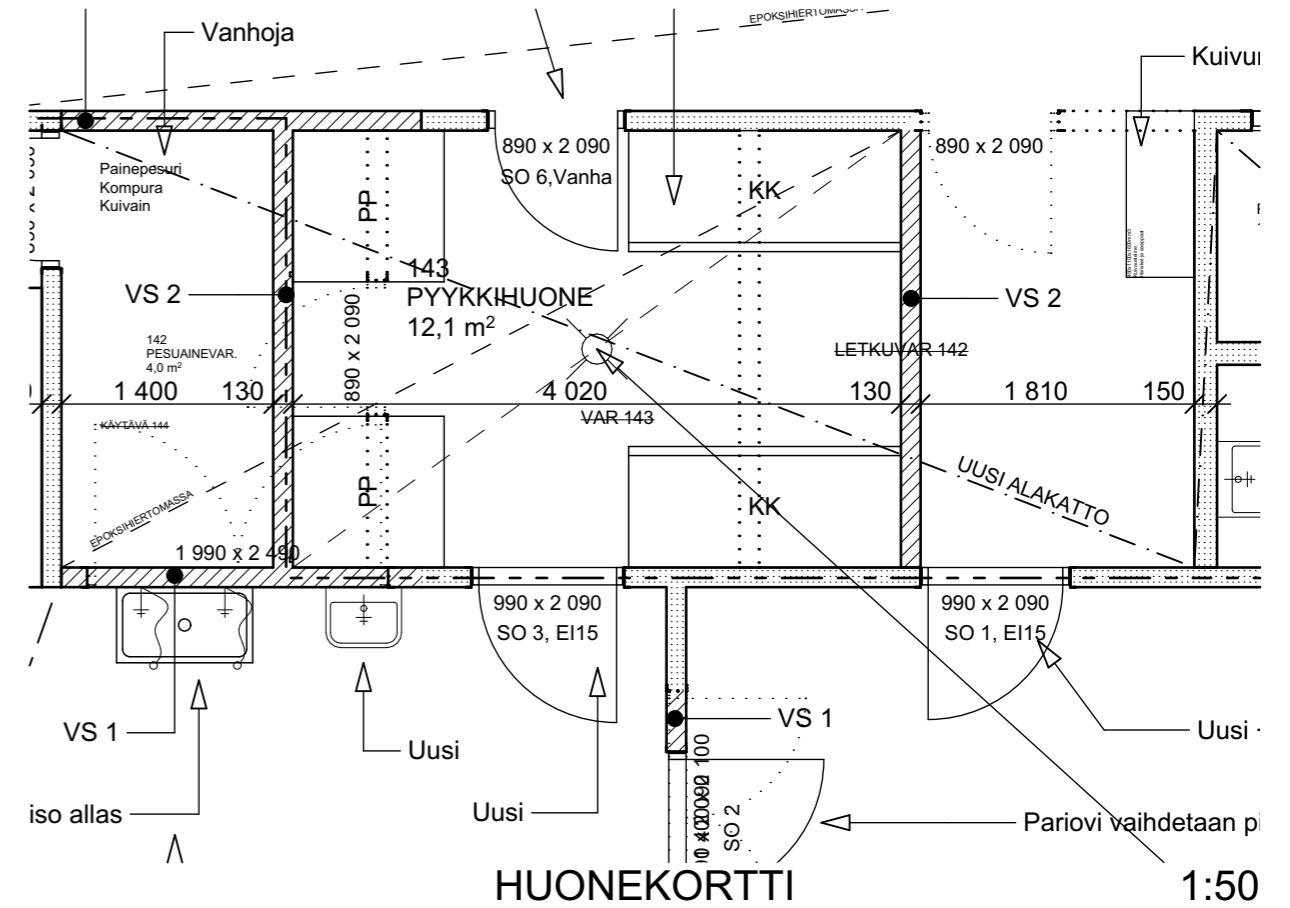 EPOKSIHIERTOMASSA
Vanhoja
Kuivu
890 x 2 090
SO 6,Vanha
890 x 2 090
Painepesuri
Kompura
Kuivain
PP
KK
143
PYYKKIHUONE
12,1 m²
VS 2
VS 2
890 x 2 090
142
PESUAINEVAR.
4,0 m²
LETKUVAR 142
1 400
130
4 020
130
1 810
150
VAR 143
KÄYTÄVÄ 144
UUSI ALAKATTO
PP
KK
EPOKSIHIERTOMASSA
1 990 x 2 490
990 x 2 090
SO 3, EI15
990 x 2 090
SO 1, EI15
VS 1
VS 1
Uusi
Uusi
Uusi -
iso allas
SO 2
Pariovi vaihdetaan pi
HUONEKORTTI
1:50